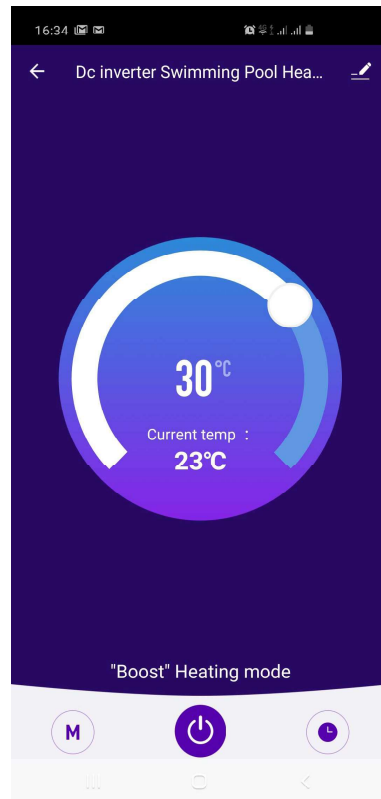 16:34
Dc inverter Swimming Pool Hea...
30°C
Current temp :
23℃
"Boost" Heating mode
M